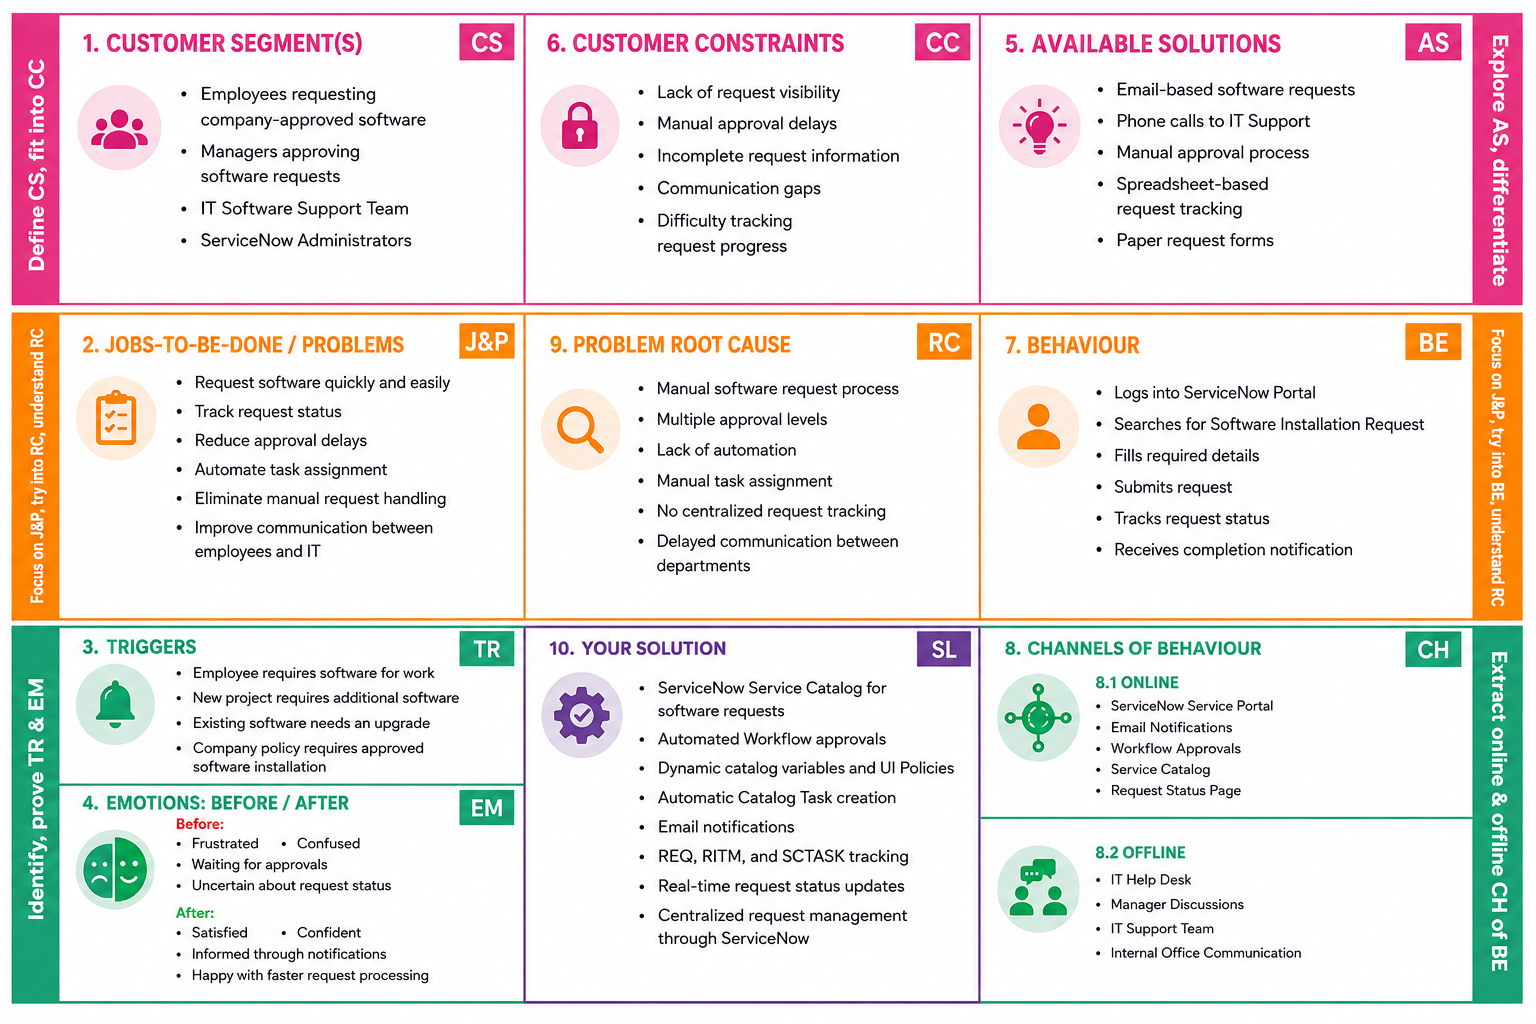 Define CS, fit into CC
1. CUSTOMER SEGMENT(S)
CS
• Employees requesting
company-approved software
• Managers approving
software requests
• IT Software Support Team
• ServiceNow Administrators
6. CUSTOMER CONSTRAINTS
CC
• Lack of request visibility
• Manual approval delays
• Incomplete request information
• Communication gaps
• Difficulty tracking
request progress
5. AVAILABLE SOLUTIONS
AS
• Email-based software requests
• Phone calls to IT Support
• Manual approval process
• Spreadsheet-based
request tracking
• Paper request forms
Explore AS, differentiate
Focus on J&P, try into RC, understand RC
2. JOBS-TO-BE-DONE / PROBLEMS
J&P
• Request software quickly and easily
• Track request status
• Reduce approval delays
• Automate task assignment
• Eliminate manual request handling
• Improve communication between
employees and IT
9. PROBLEM ROOT CAUSE
RC
• Manual software request process
• Multiple approval levels
• Lack of automation
• Manual task assignment
• No centralized request tracking
• Delayed communication between
departments
7. BEHAVIOUR
BE
• Logs into ServiceNow Portal
• Searches for Software Installation Request
• Fills required details
• Submits request
• Tracks request status
• Receives completion notification
Focus on J&P, try into BE, understand RC
Identify, prove TR & EM
3. TRIGGERS
TR
• Employee requires software for work
• New project requires additional software
• Existing software needs an upgrade
• Company policy requires approved
software installation
4. EMOTIONS: BEFORE / AFTER
EM
Before:
• Frustrated • Confused
• Waiting for approvals
• Uncertain about request status
After:
• Satisfied • Confident
• Informed through notifications
• Happy with faster request processing
10. YOUR SOLUTION
SL
• ServiceNow Service Catalog for
software requests
• Automated Workflow approvals
• Dynamic catalog variables and UI Policies
• Automatic Catalog Task creation
• Email notifications
• REQ, RITM, and SCTASK tracking
• Real-time request status updates
• Centralized request management
through ServiceNow
8. CHANNELS OF BEHAVIOUR
CH
8.1 ONLINE
• ServiceNow Service Portal
• Email Notifications
• Workflow Approvals
• Service Catalog
• Request Status Page
8.2 OFFLINE
• IT Help Desk
• Manager Discussions
• IT Support Team
• Internal Office Communication
Extract online & offline CH of BE